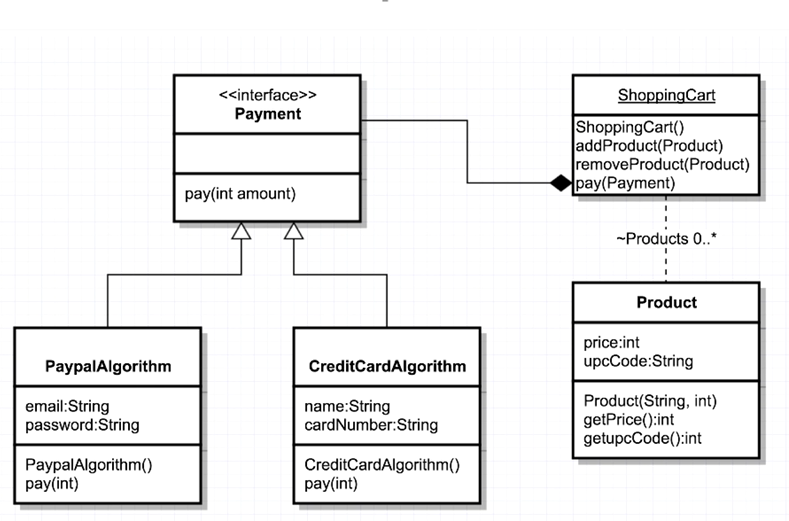 <<interface>>
Payment
pay(int amount)
ShoppingCart
ShoppingCart()
addProduct(Product)
removeProduct(Product)
pay(Payment)
~Products 0..*
PaypalAlgorithm
email:String
password:String
PaypalAlgorithm()
pay(int)
CreditCardAlgorithm
name:String
cardNumber:String
CreditCardAlgorithm()
pay(int)
Product
price:int
upcCode:String
Product(String, int)
getPrice():int
getupcCode():int